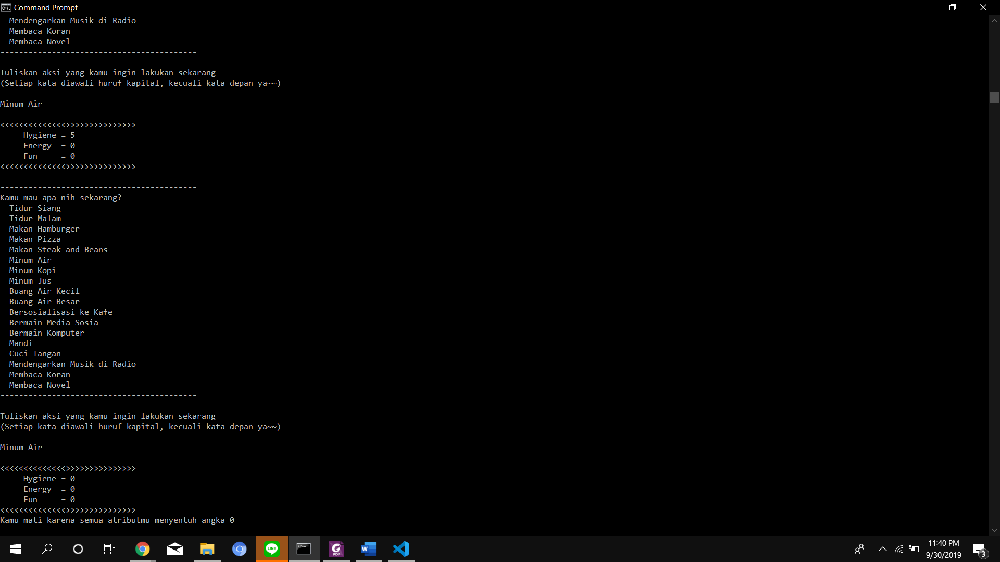 Command Prompt
  Mendengarkan Musik di Radio
  Membaca Koran
  Membaca Novel
------------------------------------------
Tuliskan aksi yang kamu ingin lakukan sekarang
(Setiap kata diawali huruf kapital, kecuali kata depan ya~~)
Minum Air
<<<<<<<<<<<<<<>>>>>>>>>>>>>>>
     Hygiene = 5
     Energy  = 0
     Fun     = 0
<<<<<<<<<<<<<<>>>>>>>>>>>>>>>
------------------------------------------
Kamu mau apa nih sekarang?
  Tidur Siang
  Tidur Malam
  Makan Hamburger
  Makan Pizza
  Makan Steak and Beans
  Minum Air
  Minum Kopi
  Minum Jus
  Buang Air Kecil
  Buang Air Besar
  Bersosialisasi ke Kafe
  Bermain Media Sosia
  Bermain Komputer
  Mandi
  Cuci Tangan
  Mendengarkan Musik di Radio
  Membaca Koran
  Membaca Novel
------------------------------------------
Tuliskan aksi yang kamu ingin lakukan sekarang
(Setiap kata diawali huruf kapital, kecuali kata depan ya~~)
Minum Air
<<<<<<<<<<<<<<>>>>>>>>>>>>>>>
     Hygiene = 0
     Energy  = 0
     Fun     = 0
<<<<<<<<<<<<<<>>>>>>>>>>>>>>>
Kamu mati karena semua atributmu menyentuh angka 0
LINE
PDF
W
11:40 PM
9/30/2019
3